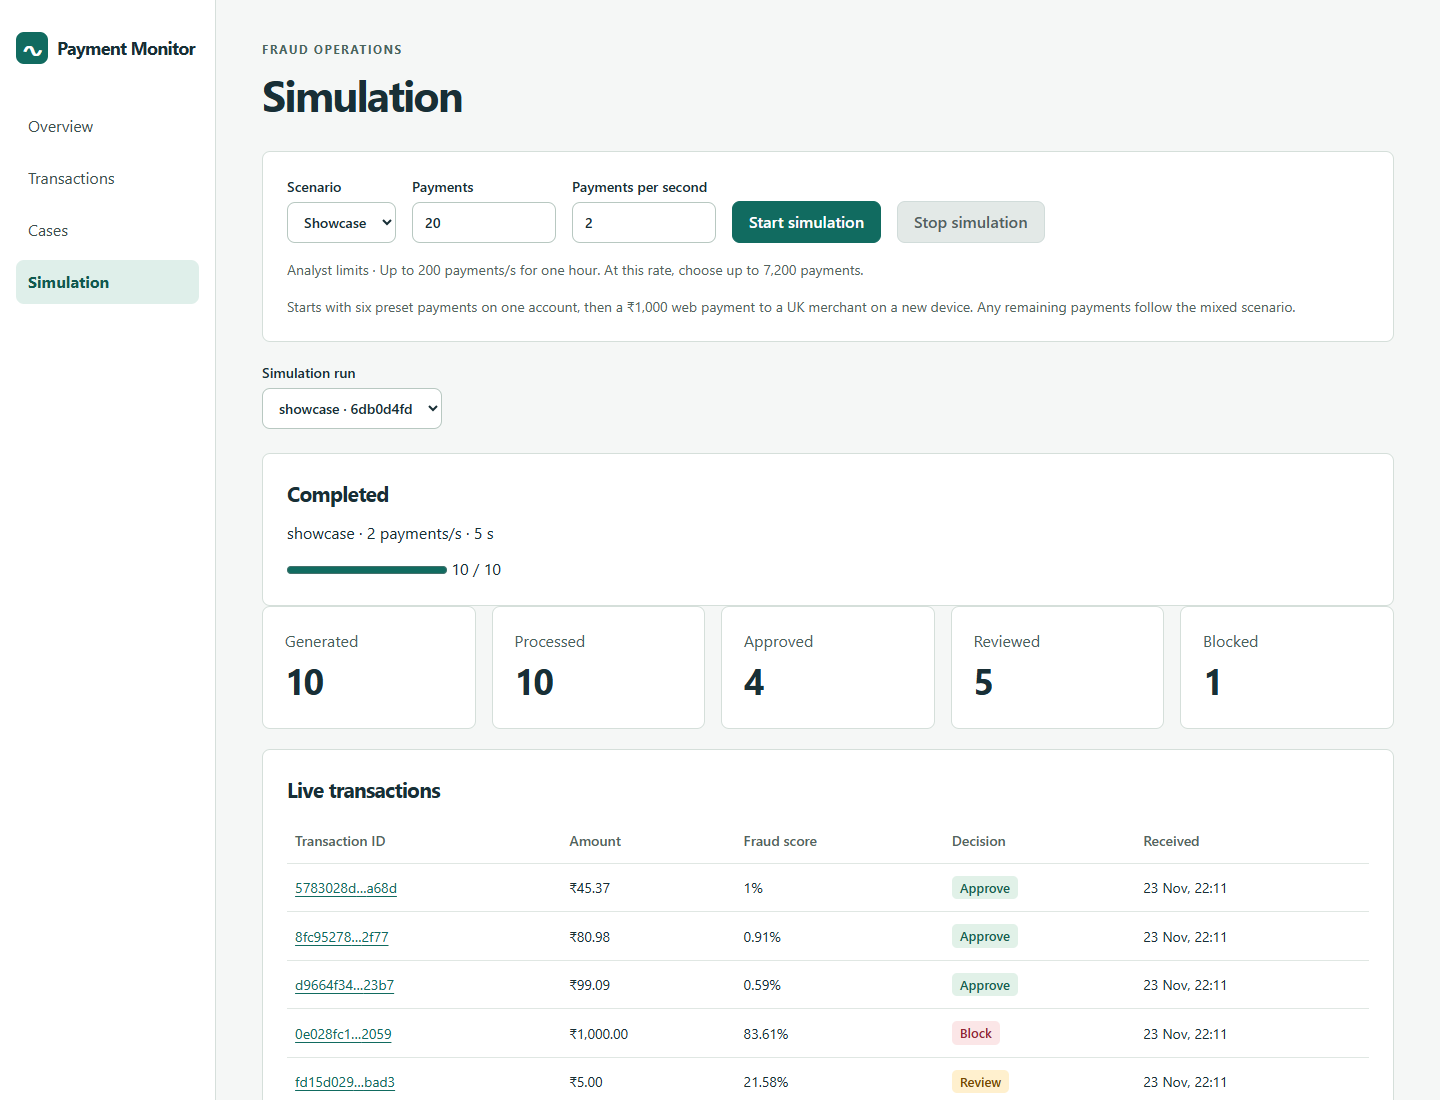 Payment Monitor
Overview
Transactions
Cases
Simulation
FRAUD OPERATIONS
Simulation
Scenario Payments Payments per second
Showcase 20 2 Start simulation Stop simulation
Analyst limits · Up to 200 payments/s for one hour. At this rate, choose up to 7,200 payments.
Starts with six preset payments on one account, then a ₹1,000 web payment to a UK merchant on a new device. Any remaining payments follow the mixed scenario.
Simulation run
showcase · 6db0d4fd
Completed
showcase · 2 payments/s · 5 s
10 / 10
Generated Processed Approved Reviewed Blocked
10 10 4 5 1
Live transactions
Transaction ID Amount Fraud score Decision Received
5783028d…a68d ₹45.37 1% Approve 23 Nov, 22:11
8fc95278…2f77 ₹80.98 0.91% Approve 23 Nov, 22:11
d9664f34…23b7 ₹99.09 0.59% Approve 23 Nov, 22:11
0e028fc1…2059 ₹1,000.00 83.61% Block 23 Nov, 22:11
fd15d029…bad3 ₹5.00 21.58% Review 23 Nov, 22:11